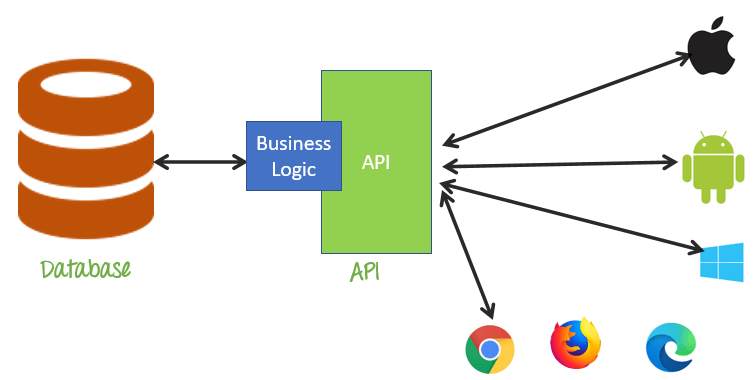 Business
Logic
API
Database
API